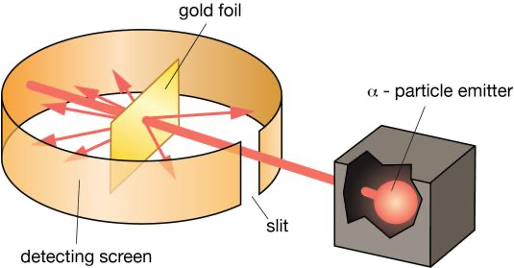 gold foil
α - particle emitter
slit
detecting screen